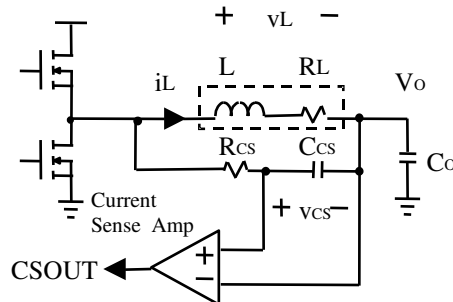 + vL −
iL L RL VO
RCS CCS CO
Current
Sense Amp
+ vCS −
CSOUT
+
−